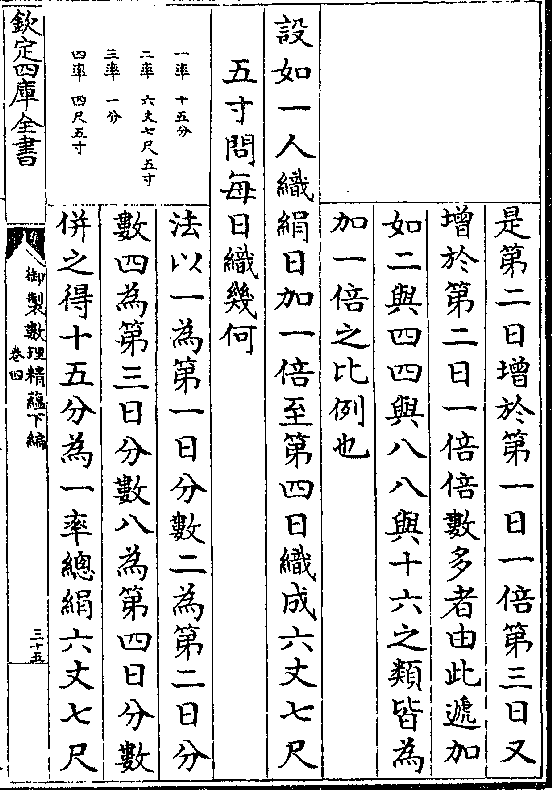 是第二日增於第一日一倍第三日又
增於第二日一倍倍數多者由此遞加
如二與四四與八八與十六之類皆為
加一倍之比例也
設如一人織絹日加一倍至第四日織成六丈七尺
五寸問每日織幾何
一率 十五分
二率 六丈七尺五寸
三率 一分
四率 四尺五寸
法以一為第一日分數二為第二日分
數四為第三日分數八為第四日分數
併之得十五分為一率總絹六丈七尺
欽定四庫全書
御製數理精蘊下編
卷四
三十五